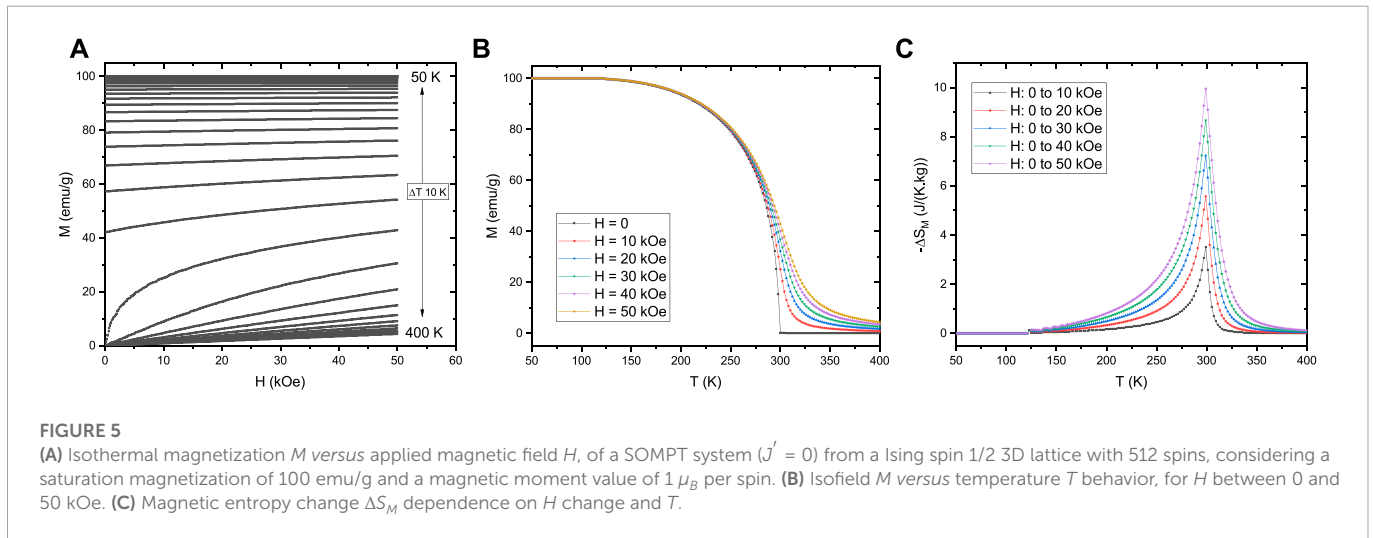 A
B
C
100
80
60
40
20
0
M (emu/g)
50 K
ΔT 10 K
400 K
0 10 20 30 40 50 60
H (kOe)
100
80
60
40
20
0
M (emu/g)
H = 0
H = 10 kOe
H = 20 kOe
H = 30 kOe
H = 40 kOe
H = 50 kOe
50 100 150 200 250 300 350 400
T (K)
10
8
6
4
2
0
-ΔS_M (J/(K.kg))
H: 0 to 10 kOe
H: 0 to 20 kOe
H: 0 to 30 kOe
H: 0 to 40 kOe
H: 0 to 50 kOe
50 100 150 200 250 300 350 400
T (K)
FIGURE 5
(A) Isothermal magnetization M versus applied magnetic field H, of a SOMPT system (J′ = 0) from a Ising spin 1/2 3D lattice with 512 spins, considering a
saturation magnetization of 100 emu/g and a magnetic moment value of 1 μ_B per spin. (B) Isofield M versus temperature T behavior, for H between 0 and
50 kOe. (C) Magnetic entropy change ΔS_M dependence on H change and T.